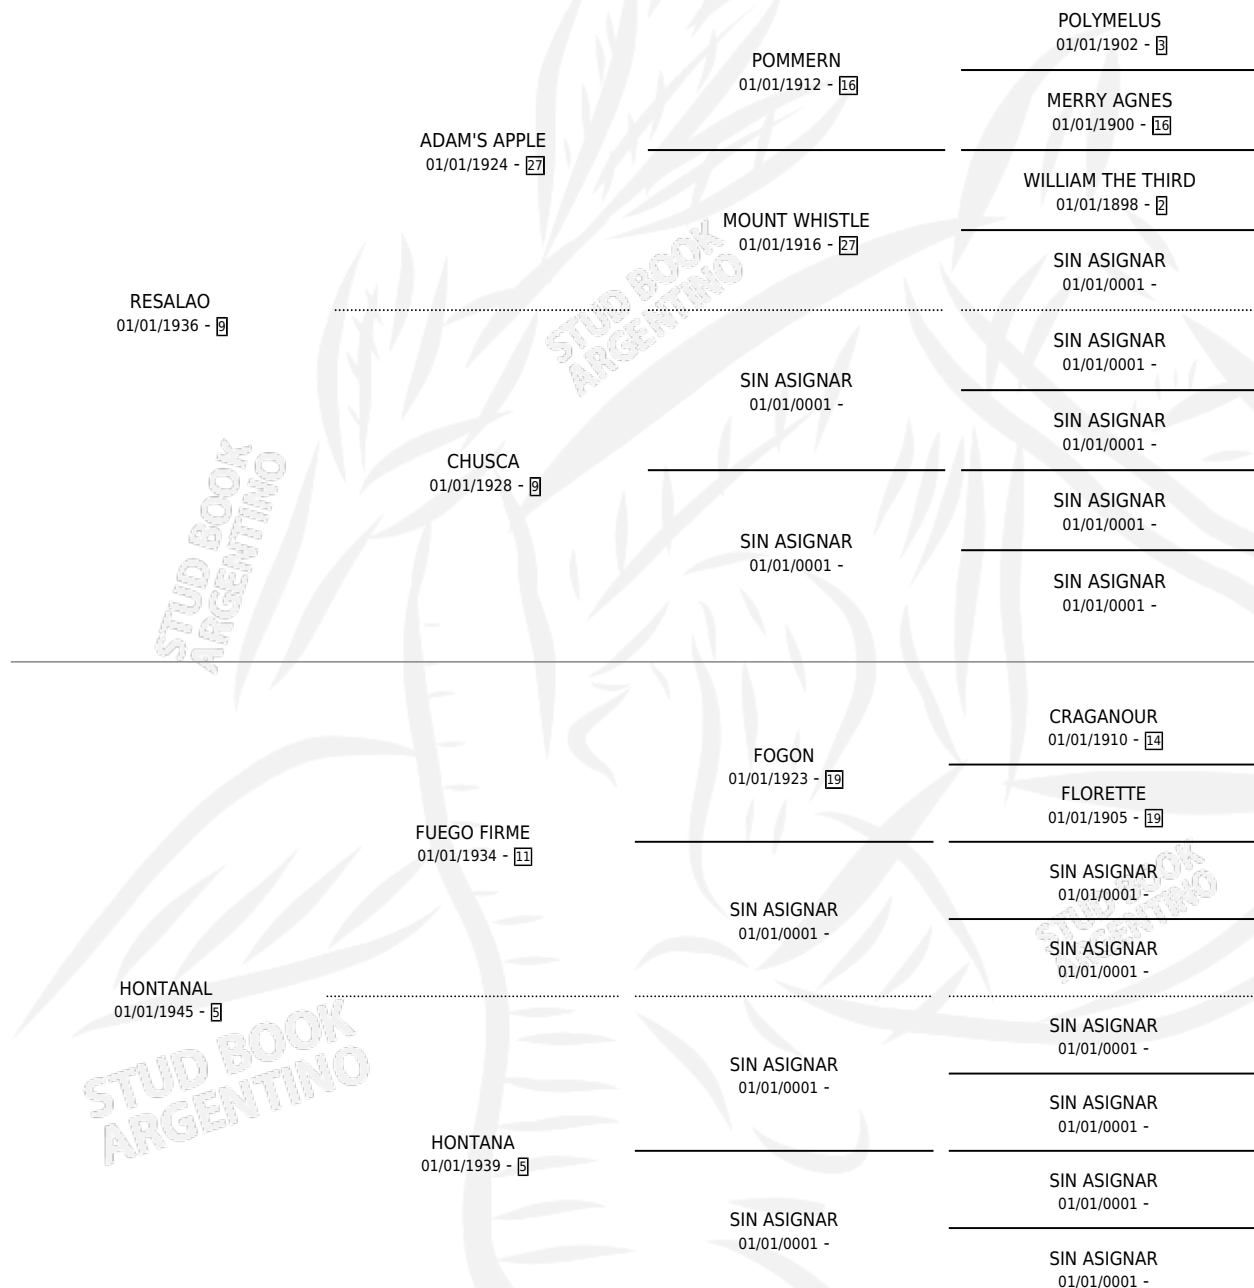 POLYMELUS
01/01/1902 - 3
POMMERN
01/01/1912 - 16
MERRY AGNES
01/01/1900 - 16
ADAM'S APPLE
01/01/1924 - 27
WILLIAM THE THIRD
01/01/1898 - 2
MOUNT WHISTLE
01/01/1916 - 27
SIN ASIGNAR
01/01/0001 -
RESALAO
01/01/1936 - 9
SIN ASIGNAR
01/01/0001 -
SIN ASIGNAR
01/01/0001 -
SIN ASIGNAR
01/01/0001 -
CHUSCA
01/01/1928 - 9
SIN ASIGNAR
01/01/0001 -
SIN ASIGNAR
01/01/0001 -
SIN ASIGNAR
01/01/0001 -
STUD BOOK
ARGENTINO
STUD BOOK
ARGENTINO
CRAGANOUR
01/01/1910 - 14
FOGON
01/01/1923 - 19
FLORETTE
01/01/1905 - 19
FUEGO FIRME
01/01/1934 - 11
SIN ASIGNAR
01/01/0001 -
SIN ASIGNAR
01/01/0001 -
SIN ASIGNAR
01/01/0001 -
HONTANAL
01/01/1945 - 5
SIN ASIGNAR
01/01/0001 -
SIN ASIGNAR
01/01/0001 -
SIN ASIGNAR
01/01/0001 -
HONTANA
01/01/1939 - 5
SIN ASIGNAR
01/01/0001 -
SIN ASIGNAR
01/01/0001 -
SIN ASIGNAR
01/01/0001 -
STUD BOOK
ARGENTINO
STUD BOOK
ARGENTINO